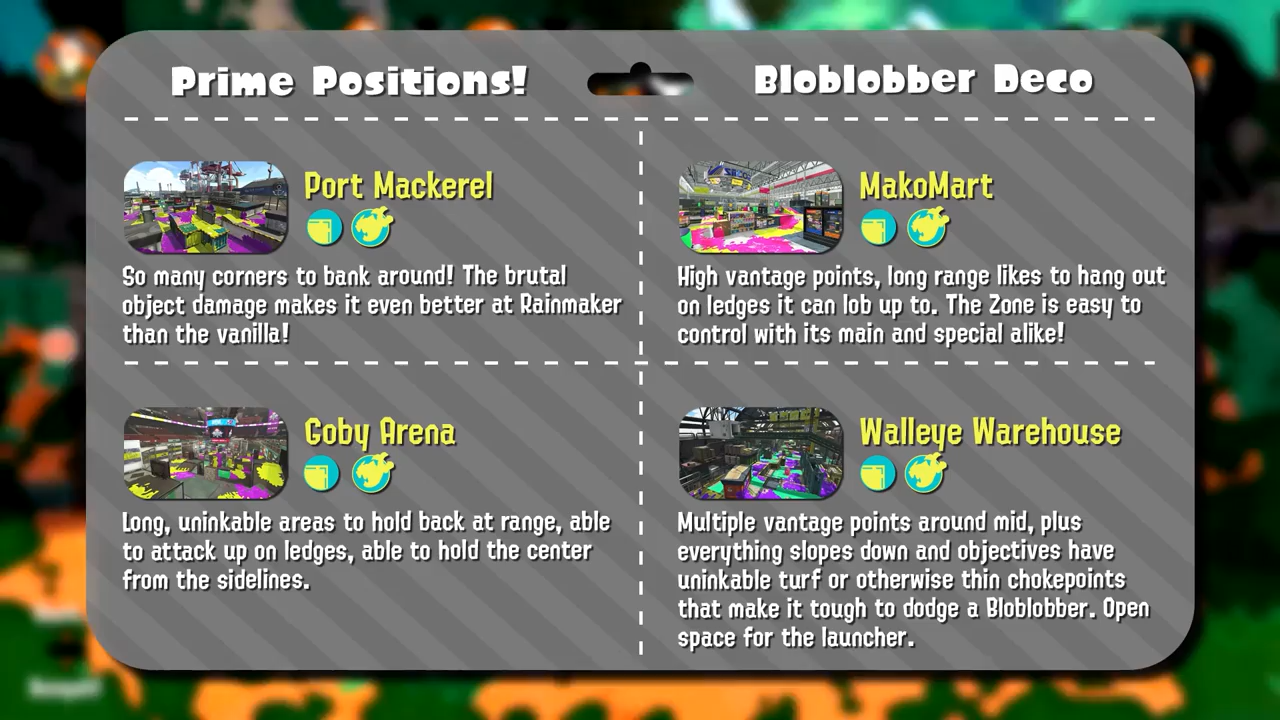 Prime Positions!
Bloblobber Deco
Port Mackerel
So many corners to bank around! The brutal
object damage makes it even better at Rainmaker
than the vanilla!
MakoMart
High vantage points, long range likes to hang out
on ledges it can lob up to. The Zone is easy to
control with its main and special alike!
Goby Arena
Long, uninkable areas to hold back at range, able
to attack up on ledges, able to hold the center
from the sidelines.
Walleye Warehouse
Multiple vantage points around mid, plus
everything slopes down and objectives have
uninkable turf or otherwise thin chokepoints
that make it tough to dodge a Bloblobber. Open
space for the launcher.